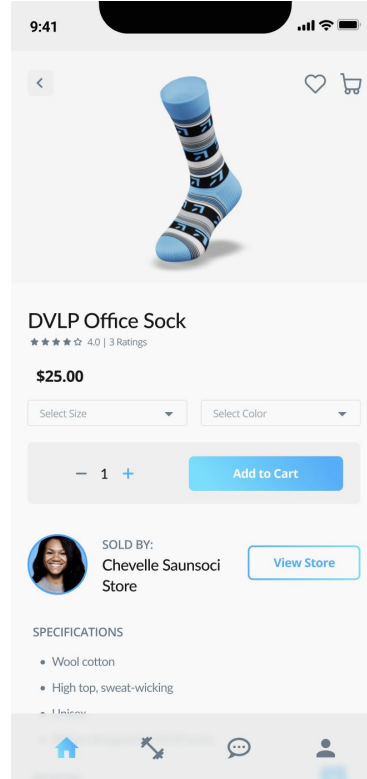 9:41
DVLP Office Sock
4.0 | 3 Ratings
$25.00
Select Size
Select Color
− 1 +
Add to Cart
SOLD BY:
Chevelle Saunsoci
Store
View Store
SPECIFICATIONS
• Wool cotton
• High top, sweat-wicking
• Unisex